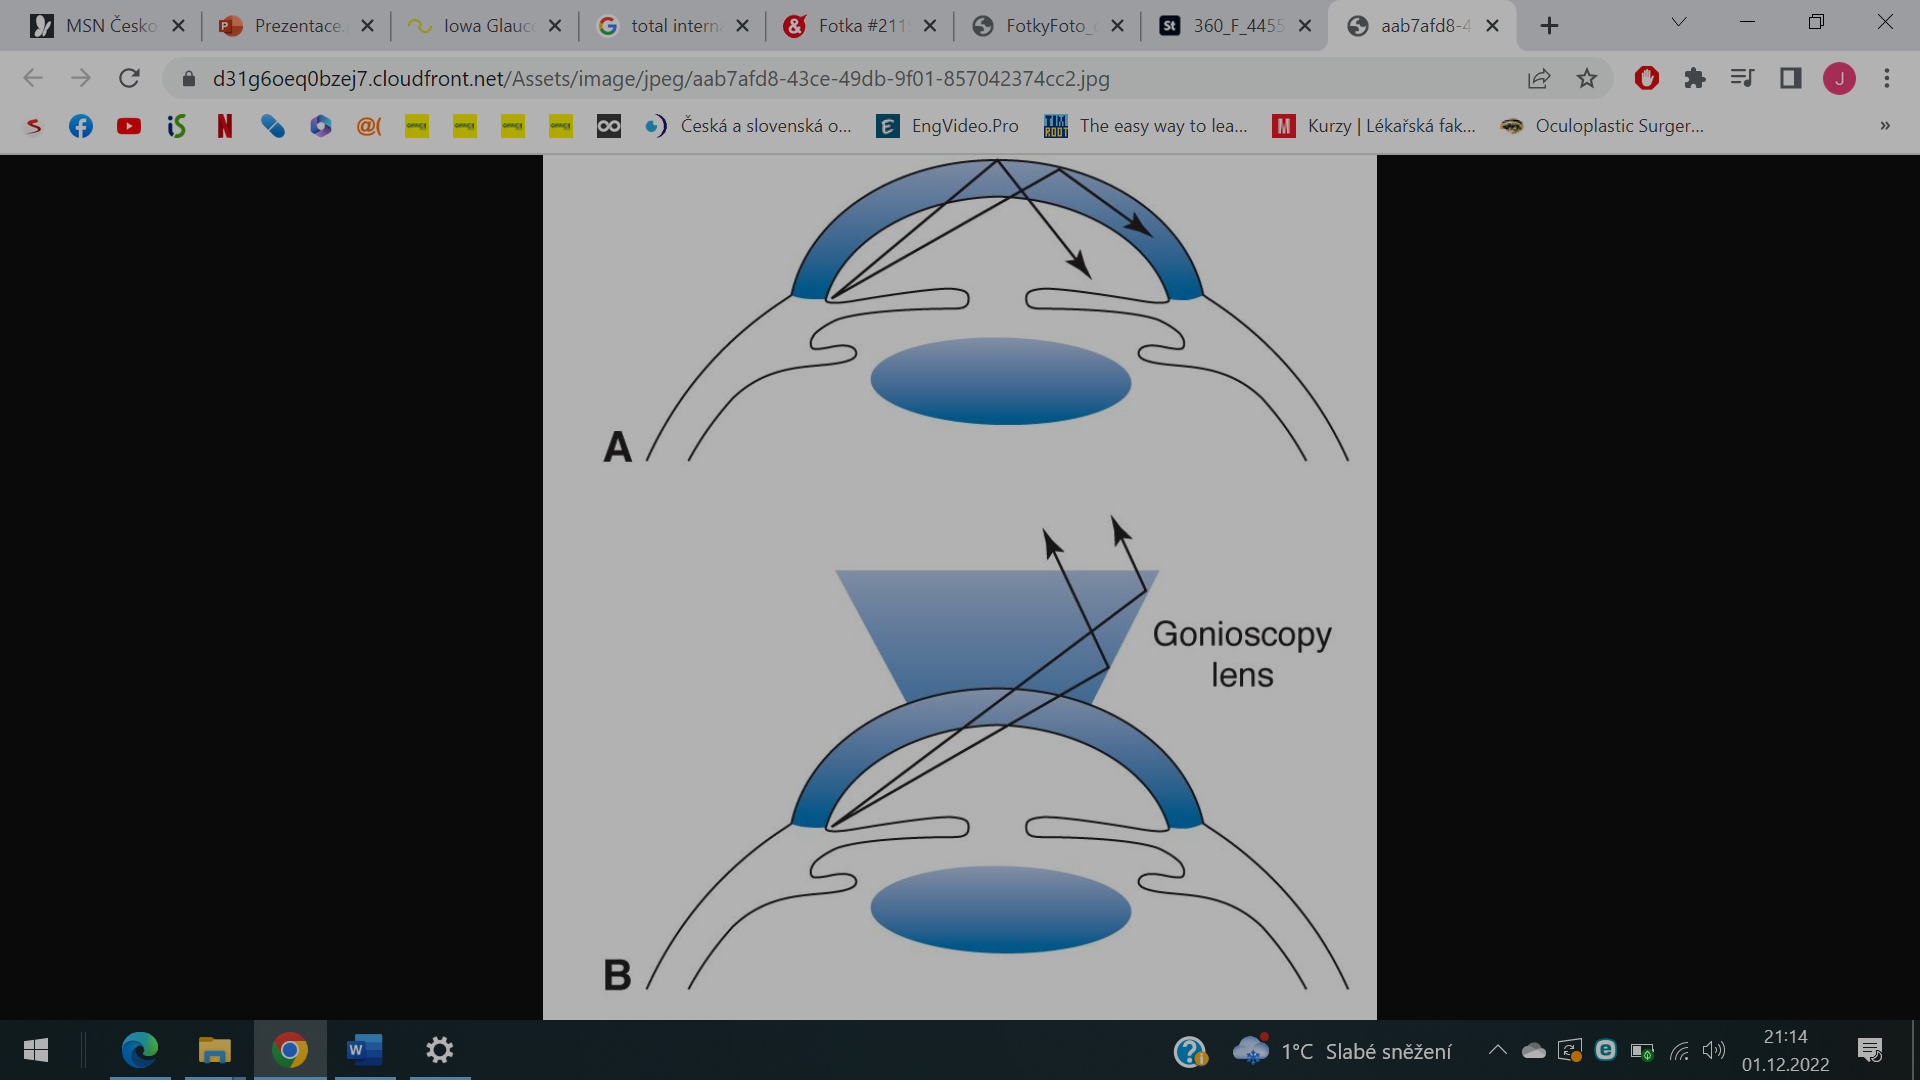 MSN Česko
Prezentace.
Iowa Glauc
total intern
Fotka #211
FotkyFoto_
360_F_4455
aab7afd8-4
d31g6oeq0bzej7.cloudfront.net/Assets/image/jpeg/aab7afd8-43ce-49db-9f01-857042374cc2.jpg
J
Česká a slovenská o...
EngVideo.Pro
TIM ROOT
The easy way to lea...
M
Kurzy | Lékařská fak...
Oculoplastic Surger...
»
A
Gonioscopy
lens
B
1°C Slabé sněžení
21:14
01.12.2022